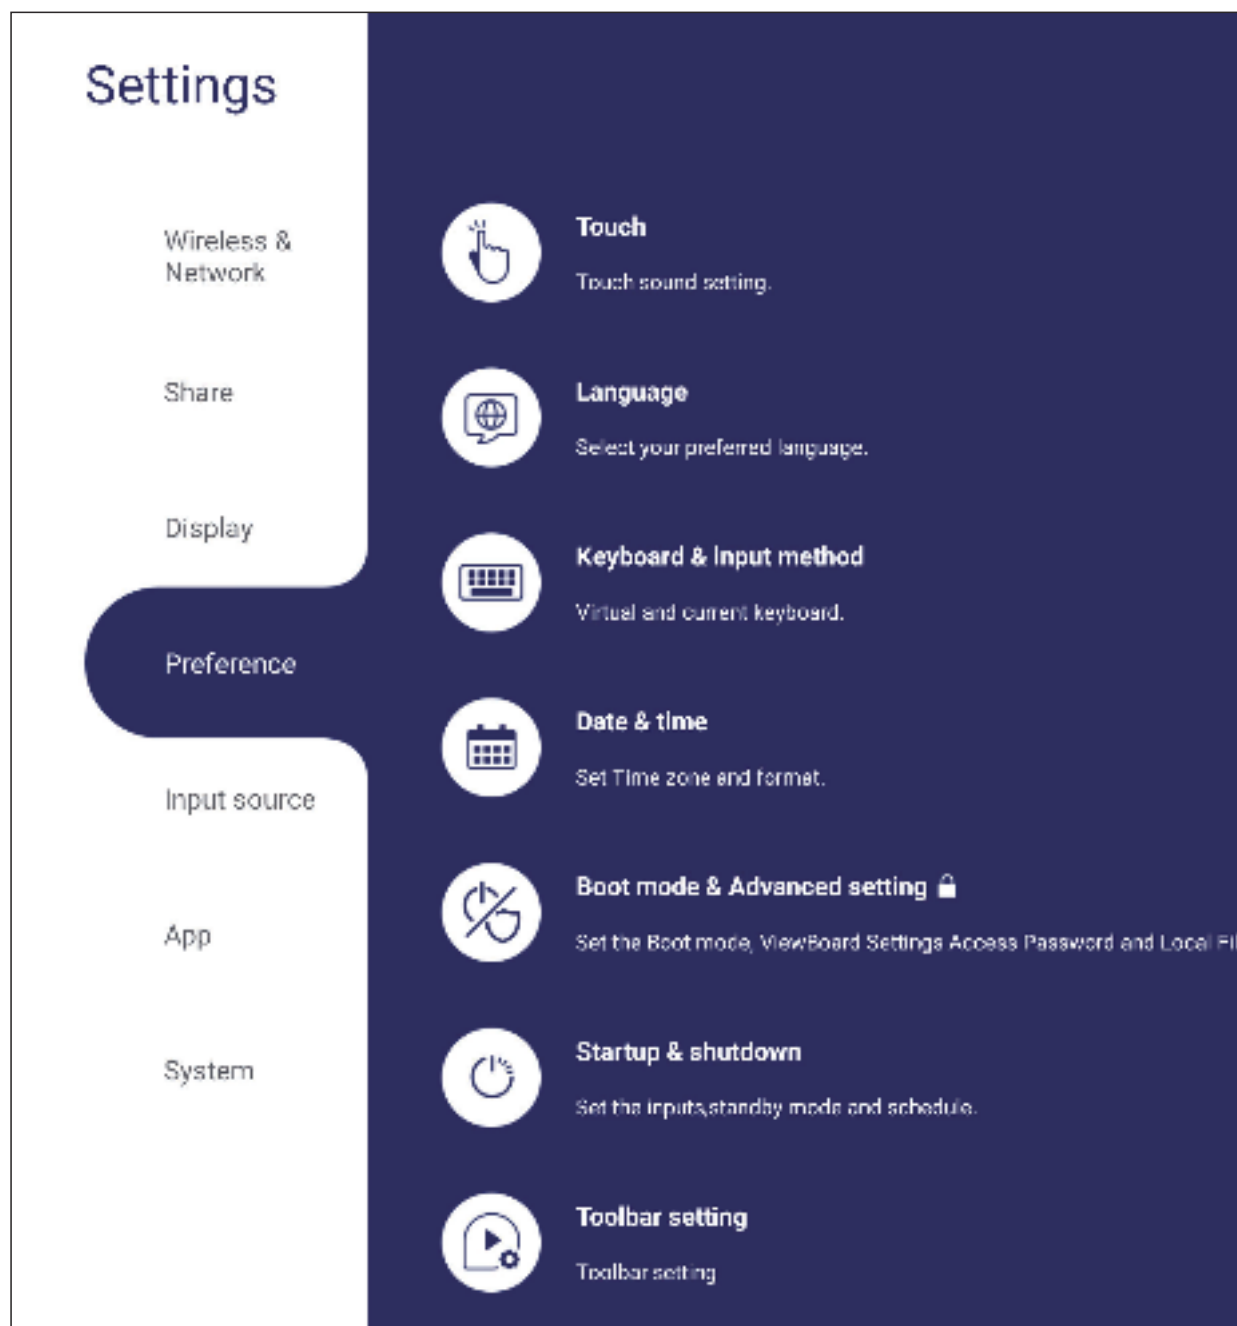 Settings
Wireless &
Network
Share
Display
Preference
Input source
App
System
Touch
Touch sound setting.
Language
Select your preferred language.
Keyboard & Input method
Virtual and current keyboard.
Date & time
Set Time zone and format.
Boot mode & Advanced setting
Set the Boot mode, ViewBoard Settings Access Password and Local
Startup & shutdown
Set the inputs,standby mode and schedule.
Toolbar setting
Toolbar setting